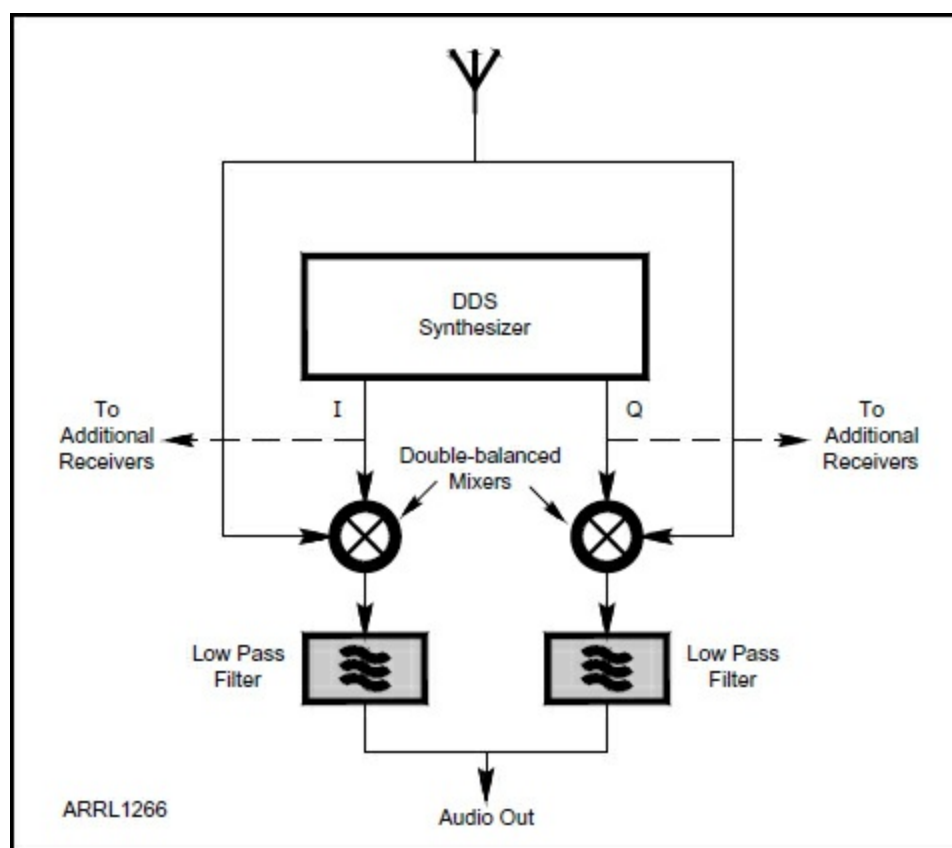 DDS
Synthesizer
I
Q
To
Additional
Receivers
To
Additional
Receivers
Double-balanced
Mixers
Low Pass
Filter
Low Pass
Filter
ARRL1266
Audio Out